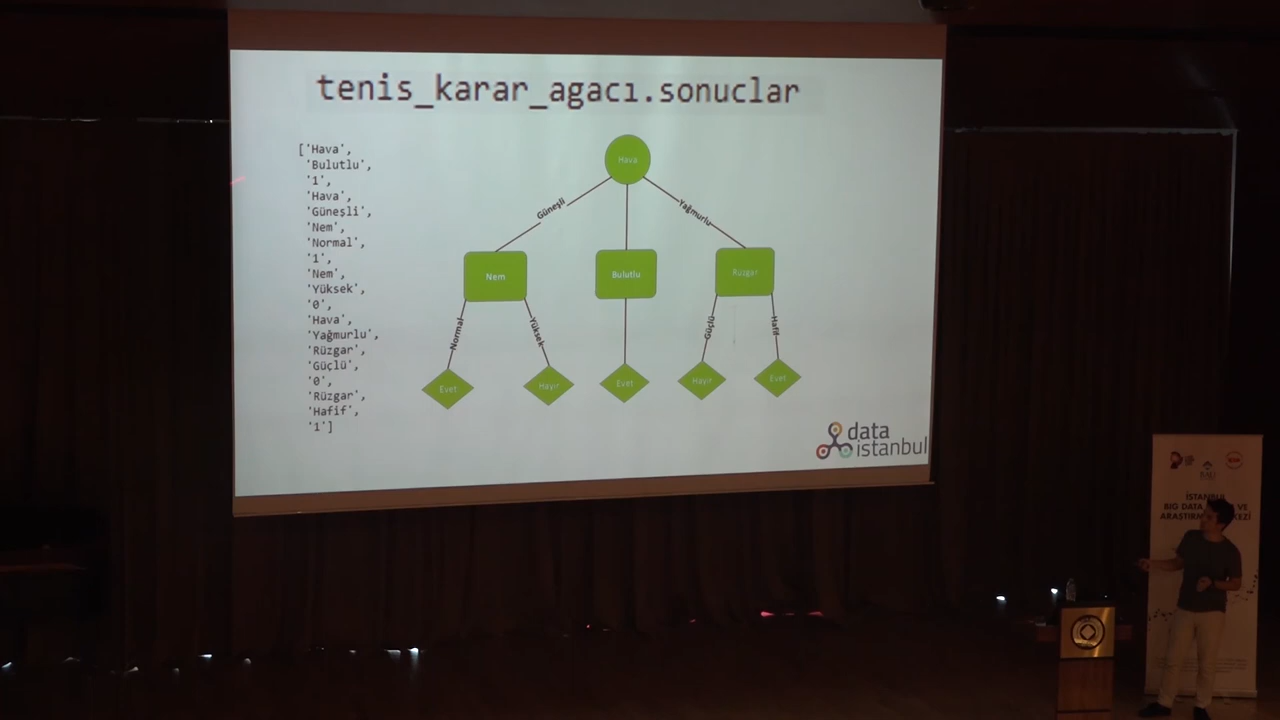 tenis_karar_agacı.sonuclar
['Hava',
'Bulutlu',
'1',
'Hava',
'Güneşli',
'Nem',
'Normal',
'1',
'Nem',
'Yüksek',
'0',
'Hava',
'Yağmurlu',
'Rüzgar',
'Güçlü',
'0',
'Rüzgar',
'Hafif',
'1']
Hava
Güneşli
Yağmurlu
Nem
Bulutlu
Rüzgar
Normal
Yüksek
Güçlü
Hafif
Evet
Hayır
Evet
Hayır
Evet
data
istanbul
BAU
İSTANBUL
BIG DATA
VE